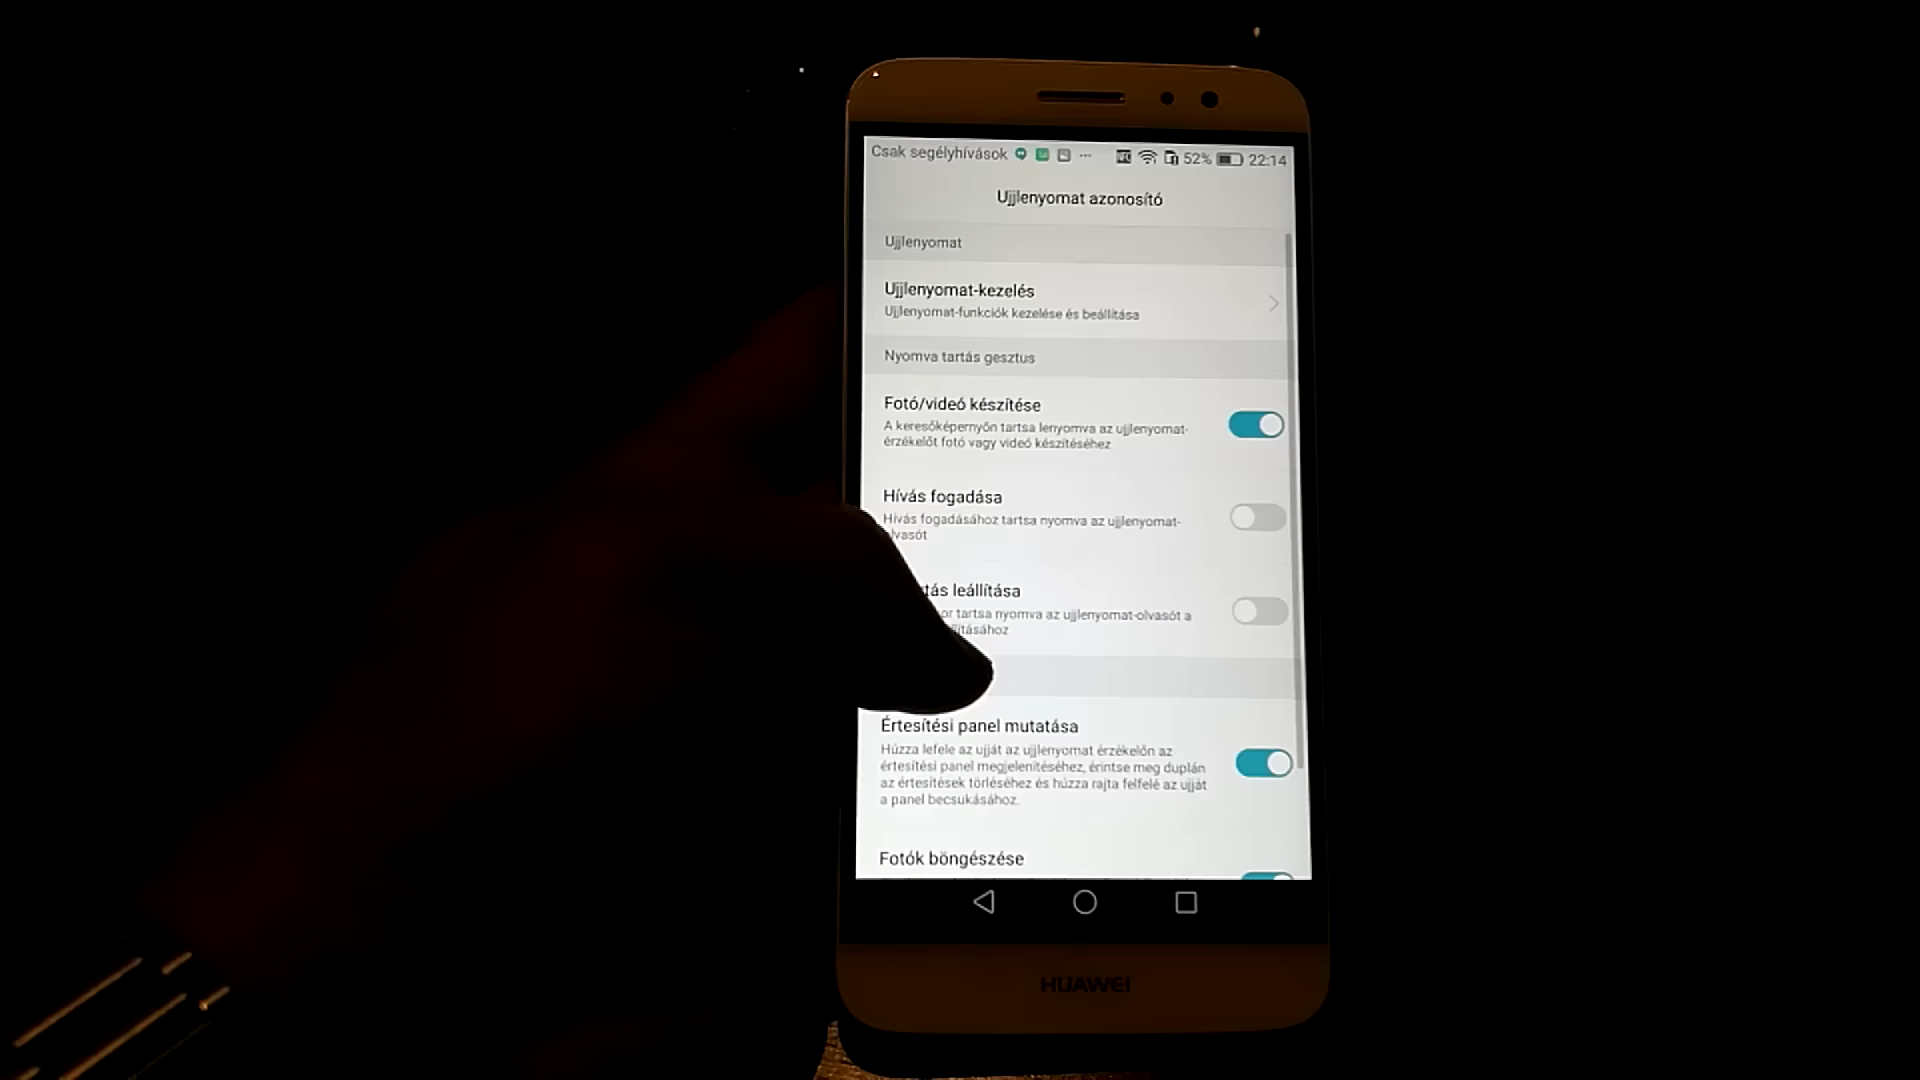 Csak segélyhívások 52% 22:14
Ujjlenyomat azonosító
Ujjlenyomat
Ujjlenyomat-kezelés
Ujjlenyomat-funkciók kezelése és beállítása
Nyomva tartás gesztus
Fotó/videó készítése
A keresőképernyőn tartsa lenyomva az ujjlenyomat-
érzékelőt fotó vagy videó készítéséhez
Hívás fogadása
Hívás fogadásához tartsa nyomva az ujjlenyomat-
leállítása
tartsa nyomva az ujjlenyomat-olvasót a
Értesítési panel mutatása
Húzza lefele az ujját az ujjlenyomat érzékelőn az
értesítési panel megjelenítéséhez, érintse meg duplán
az értesítések törléséhez és húzza rajta felfelé az ujját
a panel becsukásához.
Fotók böngészése
HUAWEI